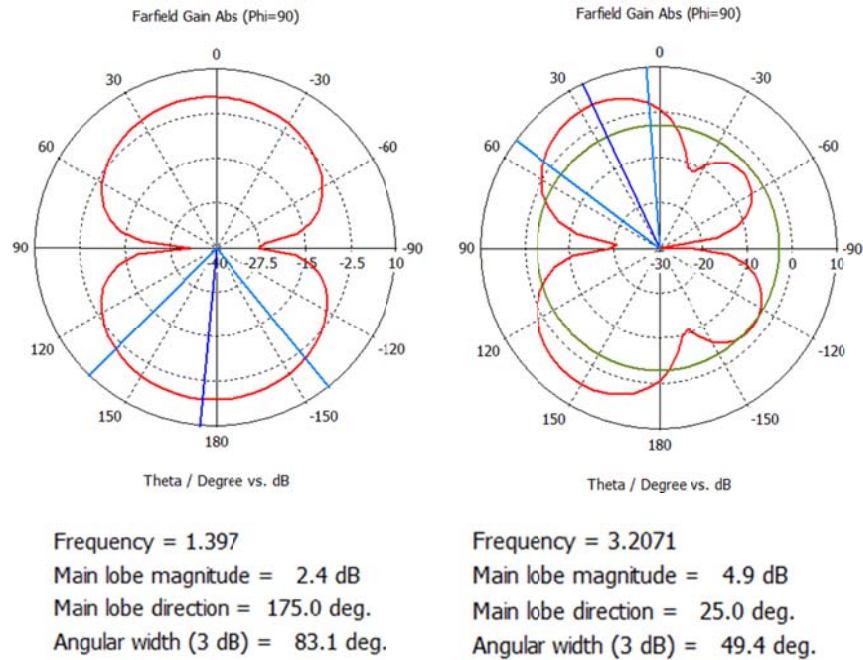 Farfield Gain Abs (Phi=90)
0
30 -30
60 -60
90 -40 -27.5 -15 -2.5 10 -90
120 -120
150 -150
180
Theta / Degree vs. dB
Frequency = 1.397
Main lobe magnitude = 2.4 dB
Main lobe direction = 175.0 deg.
Angular width (3 dB) = 83.1 deg.
Farfield Gain Abs (Phi=90)
0
30 -30
60 -60
90 -30 -20 -10 0 10 -90
120 -120
150 -150
180
Theta / Degree vs. dB
Frequency = 3.2071
Main lobe magnitude = 4.9 dB
Main lobe direction = 25.0 deg.
Angular width (3 dB) = 49.4 deg.